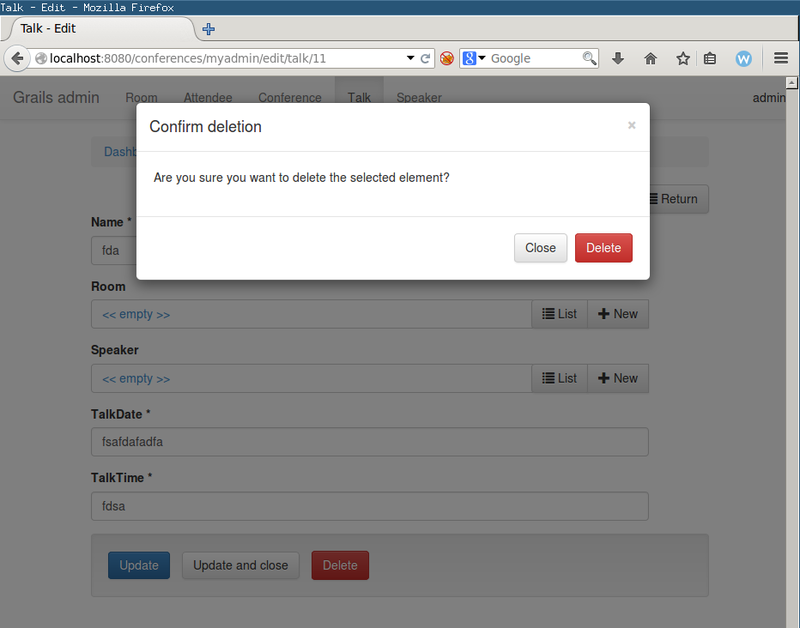 Talk - Edit - Mozilla Firefox
Talk - Edit
localhost:8080/conferences/myadmin/edit/talk/11
Google
W
Grails admin Room Attendee Conference Talk Speaker admin
Confirm deletion ×
Are you sure you want to delete the selected element?
Close Delete
Return
Name *
fda
Room
<< empty >> List New
Speaker
<< empty >> List New
TalkDate *
fsafdafadfa
TalkTime *
fdsa
Update Update and close Delete